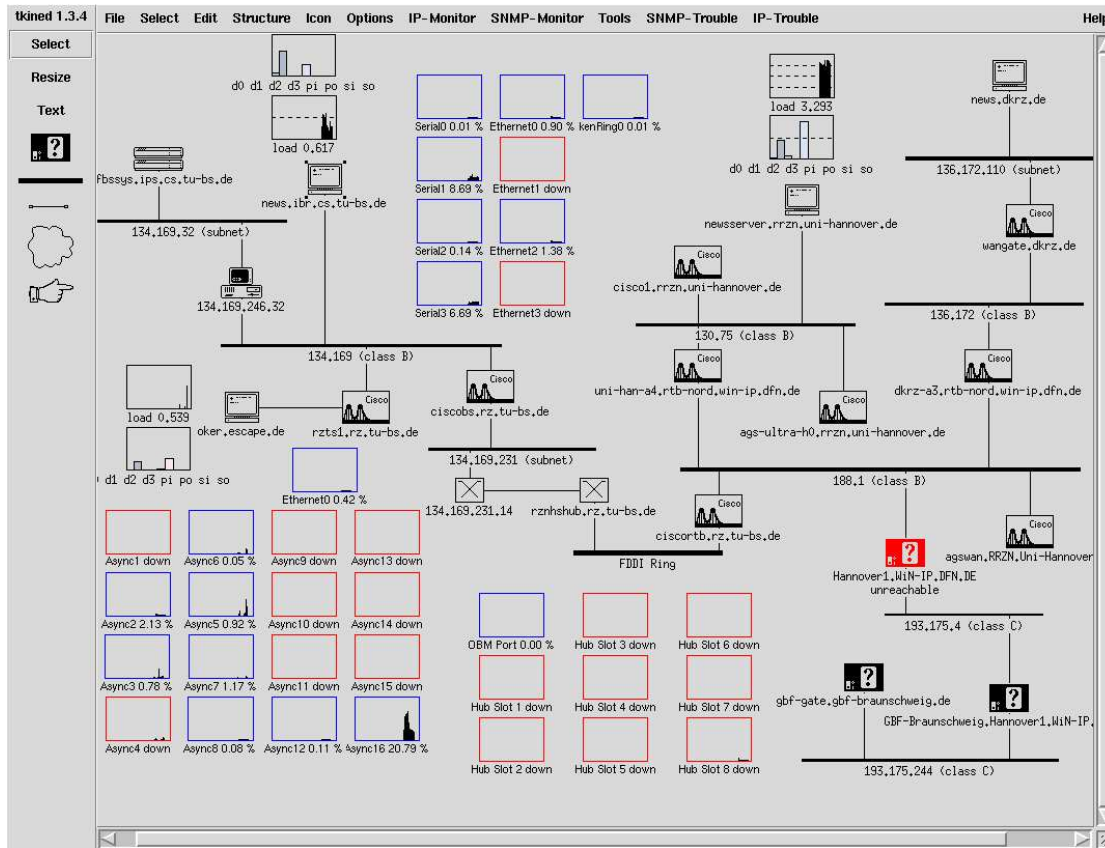 tkined 1.3.4
File Select Edit Structure Icon Options IP-Monitor SNMP-Monitor Tools SNMP-Trouble IP-Trouble Help
Select
Resize
Text
d0 d1 d2 d3 pi po si so
load 0.617
fbssys.ips.cs.tu-bs.de
news.ibr.cs.tu-bs.de
134.169.32 (subnet)
134.169.246.32
134.169 (class B)
load 0.539
d1 d2 d3 pi po si so
oker.escape.de
Cisco
rzts1.rz.tu-bs.de
Cisco
ciscobs.rz.tu-bs.de
134.169.231 (subnet)
134.169.231.14
rznhshub.rz.tu-bs.de
Cisco
ciscortb.rz.tu-bs.de
FDDI Ring
Serial0 0.01 % Ethernet0 0.90 % kenRing0 0.01 %
Serial1 8.69 % Ethernet1 down
Serial2 0.14 % Ethernet2 1.38 %
Serial3 6.69 % Ethernet3 down
load 3.293
d0 d1 d2 d3 pi po si so
newsserver.rrzn.uni-hannover.de
Cisco
cisco1.rrzn.uni-hannover.de
130.75 (class B)
Cisco
uni-han-a4.rtb-nord.win-ip.dfn.de
Cisco
ags-ultra-h0.rrzn.uni-hannover.de
news.dkrz.de
136.172.110 (subnet)
Cisco
wangate.dkrz.de
136.172 (class B)
Cisco
dkrz-a3.rtb-nord.win-ip.dfn.de
188.1 (class B)
Hannover1.WiN-IP.DFN.DE
unreachable
Cisco
agswan.RRZN.Uni-Hannover
193.175.4 (class C)
gbf-gate.gbf-braunschweig.de
GBF-Braunschweig.Hannover1.WiN-IP.
193.175.244 (class C)
Ethernet0 0.42 %
Async1 down Async6 0.05 % Async9 down Async13 down
Async2 2.13 % Async5 0.92 % Async10 down Async14 down
Async3 0.78 % Async7 1.17 % Async11 down Async15 down
Async4 down Async8 0.08 % Async12 0.11 % Async16 20.79 %
OBM Port 0.00 % Hub Slot 3 down Hub Slot 6 down
Hub Slot 1 down Hub Slot 4 down Hub Slot 7 down
Hub Slot 2 down Hub Slot 5 down Hub Slot 8 down